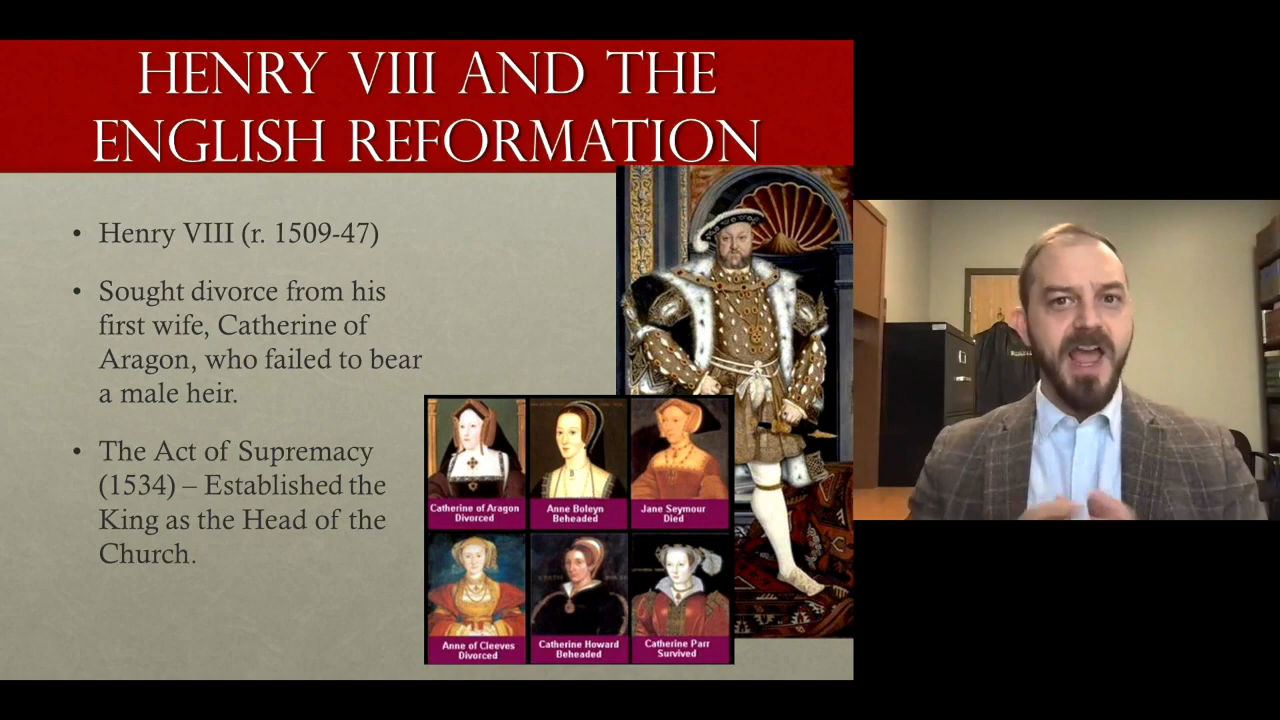 HENRY VIII AND THE
ENGLISH REFORMATION
• Henry VIII (r. 1509-47)
• Sought divorce from his
first wife, Catherine of
Aragon, who failed to bear
a male heir.
• The Act of Supremacy
(1534) – Established the
King as the Head of the
Church.
Catherine of Aragon
Divorced
Anne Boleyn
Beheaded
Jane Seymour
Died
Anne of Cleeves
Divorced
Catherine Howard
Beheaded
Catherine Parr
Survived